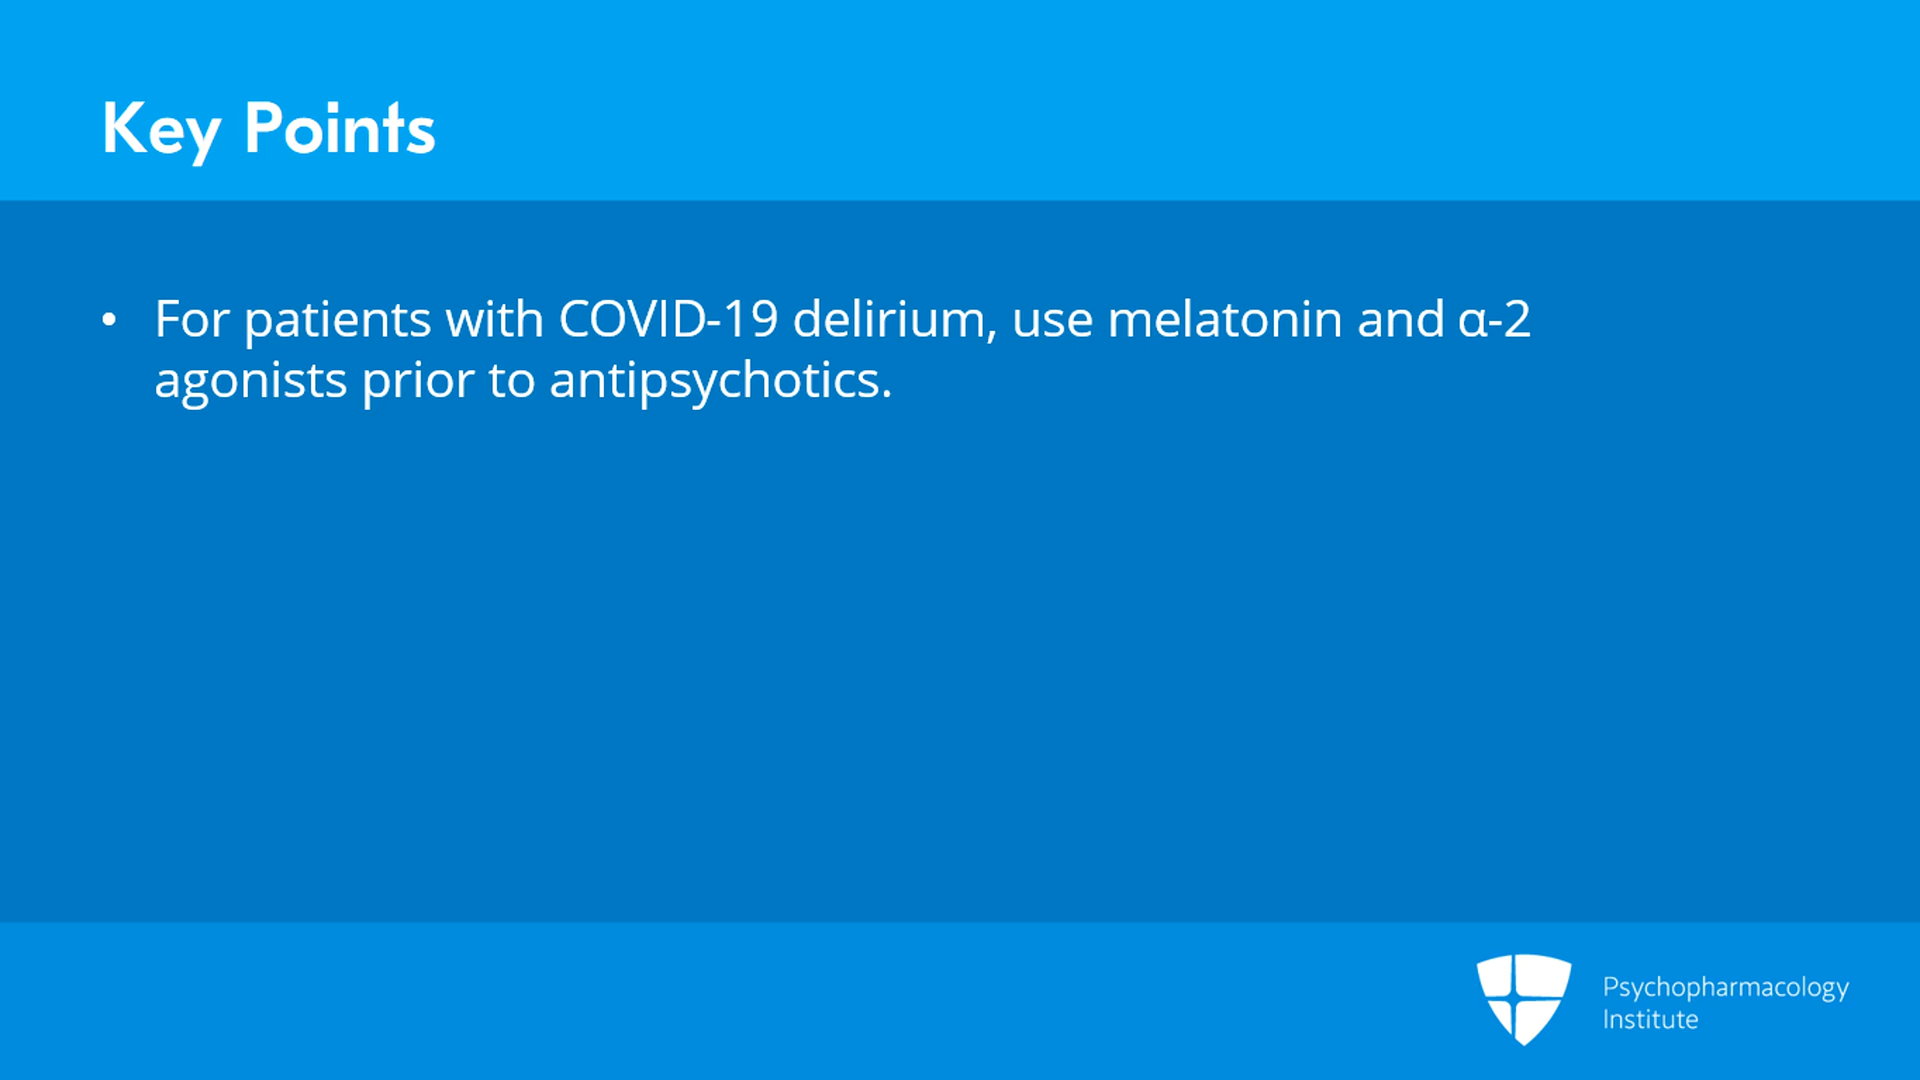 Key Points
• For patients with COVID-19 delirium, use melatonin and α-2
agonists prior to antipsychotics.
Psychopharmacology
Institute